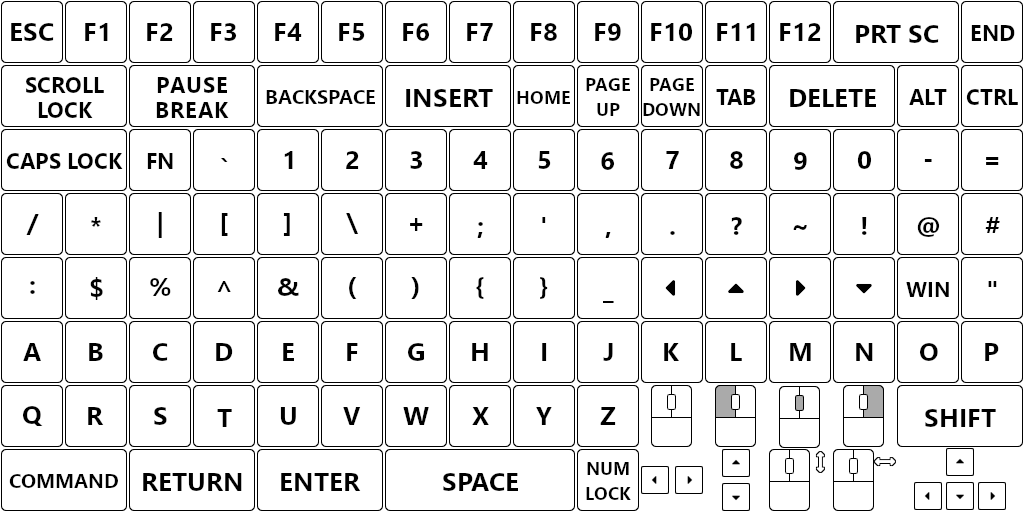 ESC F1 F2 F3 F4 F5 F6 F7 F8 F9 F10 F11 F12 PRT SC END
SCROLL LOCK PAUSE BREAK BACKSPACE INSERT HOME PAGE UP PAGE DOWN TAB DELETE ALT CTRL
CAPS LOCK FN ` 1 2 3 4 5 6 7 8 9 0 - =
/ * | [ ] \ + ; ' , . ? ~ ! @ #
: $ % ^ & ( ) { } _ ◀ ▲ ▶ ▼ WIN "
A B C D E F G H I J K L M N O P
Q R S T U V W X Y Z SHIFT
COMMAND RETURN ENTER SPACE NUM LOCK